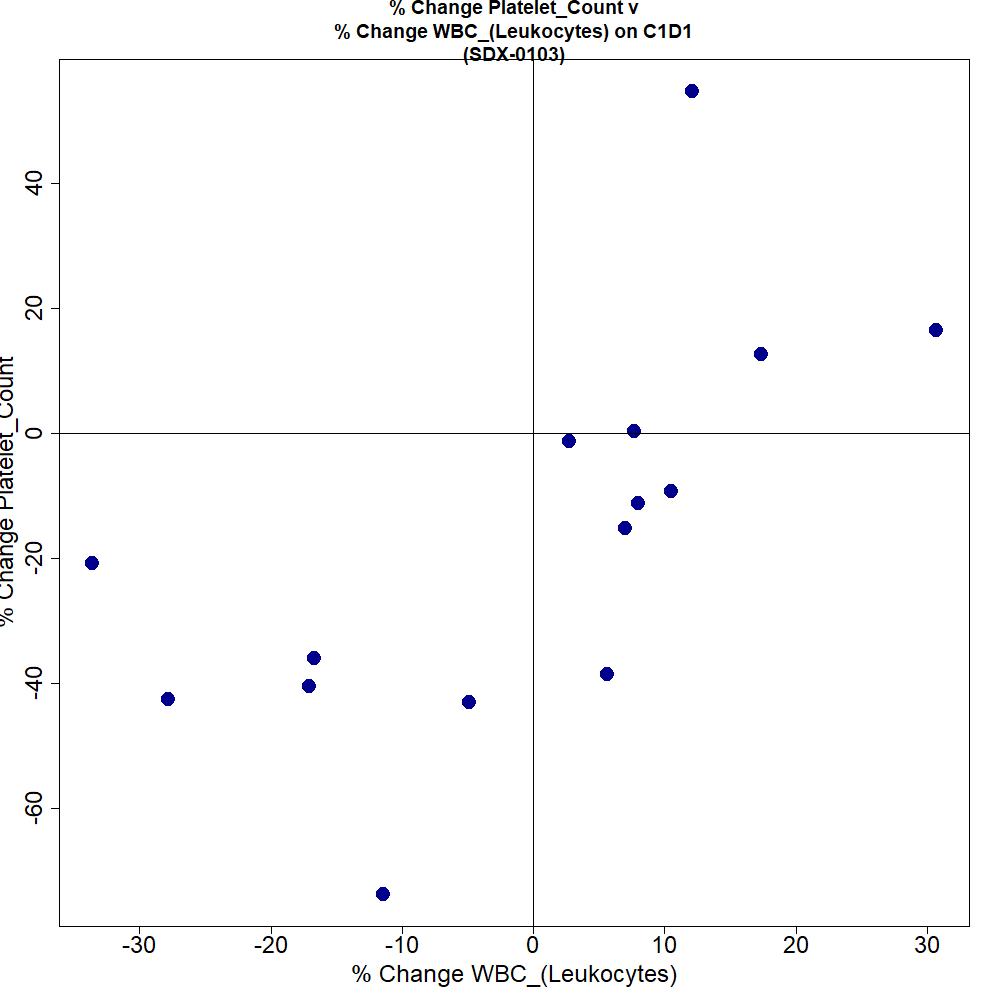 % Change Platelet_Count v
% Change WBC_(Leukocytes) on C1D1
(SDX-0103)
% Change Platelet_Count
40
20
0
-20
-40
-60
-30
-20
-10
0
10
20
30
% Change WBC_(Leukocytes)